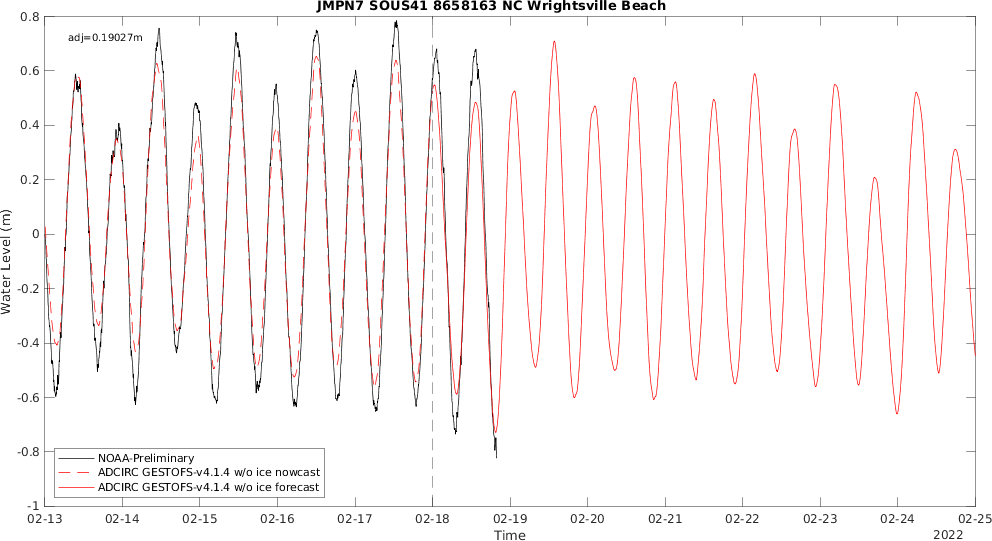 JMPN7 SOUS41 8658163 NC Wrightsville Beach
adj=0.19027m
0.8
0.6
0.4
0.2
0
-0.2
-0.4
-0.6
-0.8
-1
Water Level (m)
NOAA-Preliminary
ADCIRC GESTOFS-v4.1.4 w/o ice nowcast
ADCIRC GESTOFS-v4.1.4 w/o ice forecast
02-13 02-14 02-15 02-16 02-17 02-18 02-19 02-20 02-21 02-22 02-23 02-24 02-25
Time
2022